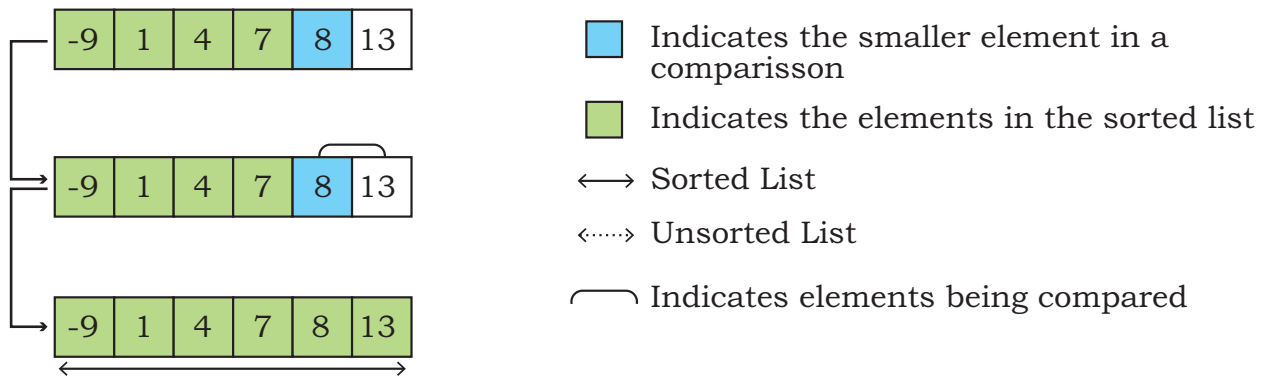 -9 1 4 7 8 13
Indicates the smaller element in a
comparisson
Indicates the elements in the sorted list
-9 1 4 7 8 13
Sorted List
Unsorted List
Indicates elements being compared
-9 1 4 7 8 13